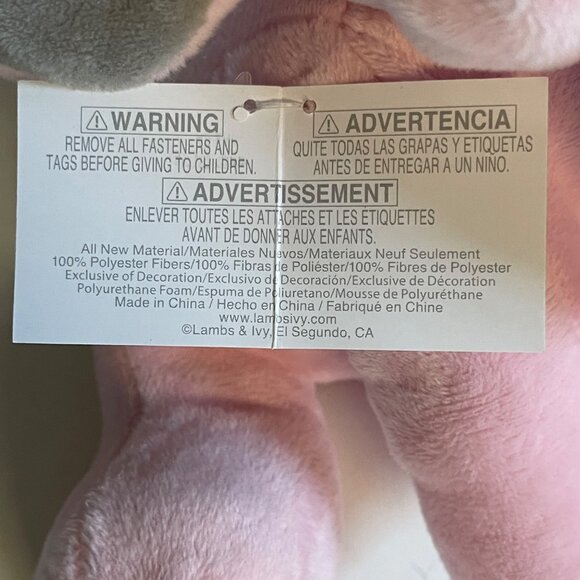 ⚠ WARNING
REMOVE ALL FASTENERS AND
TAGS BEFORE GIVING TO CHILDREN.
⚠ ADVERTENCIA
QUITE TODAS LAS GRAPAS Y ETIQUETAS
ANTES DE ENTREGAR A UN NINO.
⚠ ADVERTISSEMENT
ENLEVER TOUTES LES ATTACHES ET LES ETIQUETTES
AVANT DE DONNER AUX ENFANTS.
All New Material/Materiales Nuevos/Materiaux Neuf Seulement
100% Polyester Fibers/100% Fibras de Poliéster/100% Fibres de Polyester
Exclusive of Decoration/Exclusivo de Decoración/Exclusive de Décoration
Polyurethane Foam/Espuma de Poliuretano/Mousse de Polyuréthane
Made in China / Hecho en China / Fabriqué en Chine
www.lambsivy.com
©Lambs & Ivy, El Segundo, CA